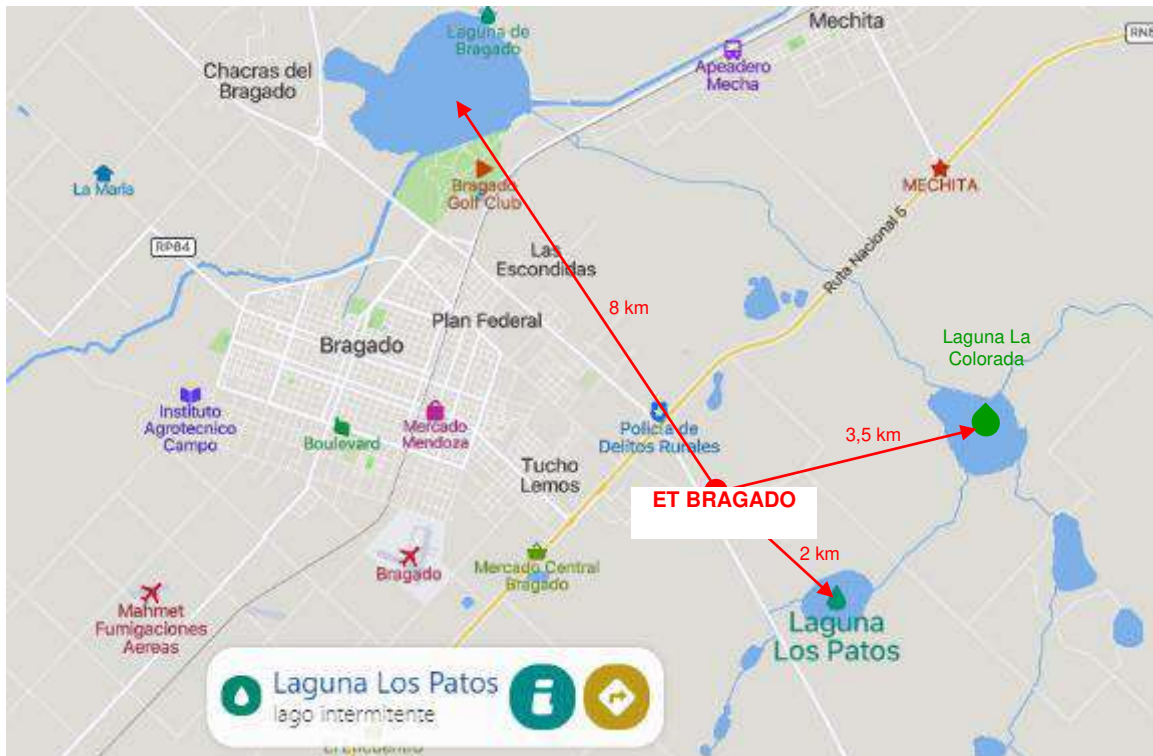 Laguna de
Bragado
Mechita
RN5
Chacras del
Bragado
Apeadero
Mecha
La María
Bragado
Golf Club
MECHITA
RP84
Las
Escondidas
Ruta Nacional 5
8 km
Plan Federal
Bragado
Laguna La
Colorada
Instituto
Agrotecnico
Campo
Boulevard
Mercado
Mendoza
Policía de
Delitos Rurales
3,5 km
Tucho
Lemos
ET BRAGADO
2 km
Bragado
Mercado Central
Bragado
Mahmet
Fumigaciones
Aereas
Laguna
Los Patos
Laguna Los Patos
lago intermitente